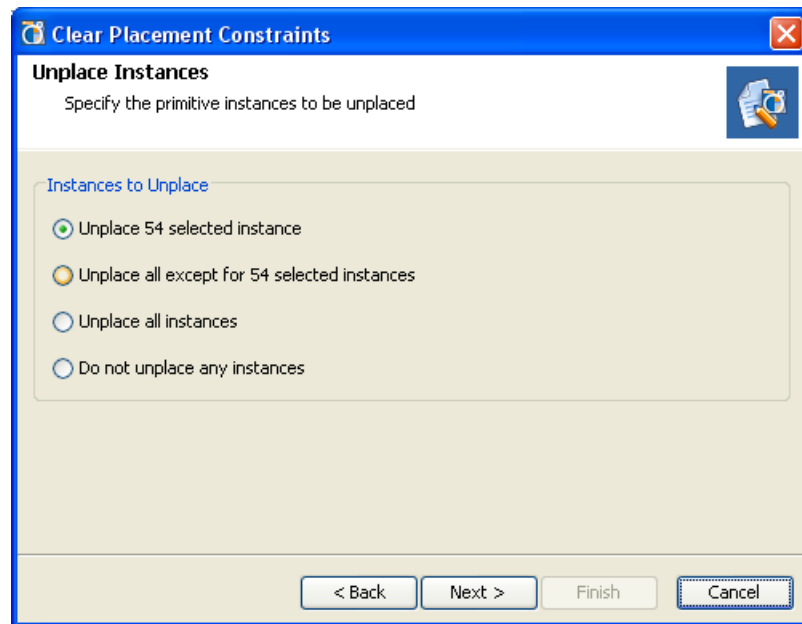 Clear Placement Constraints
Unplace Instances
Specify the primitive instances to be unplaced
Instances to Unplace
Unplace 54 selected instance
Unplace all except for 54 selected instances
Unplace all instances
Do not unplace any instances
< Back Next > Finish Cancel